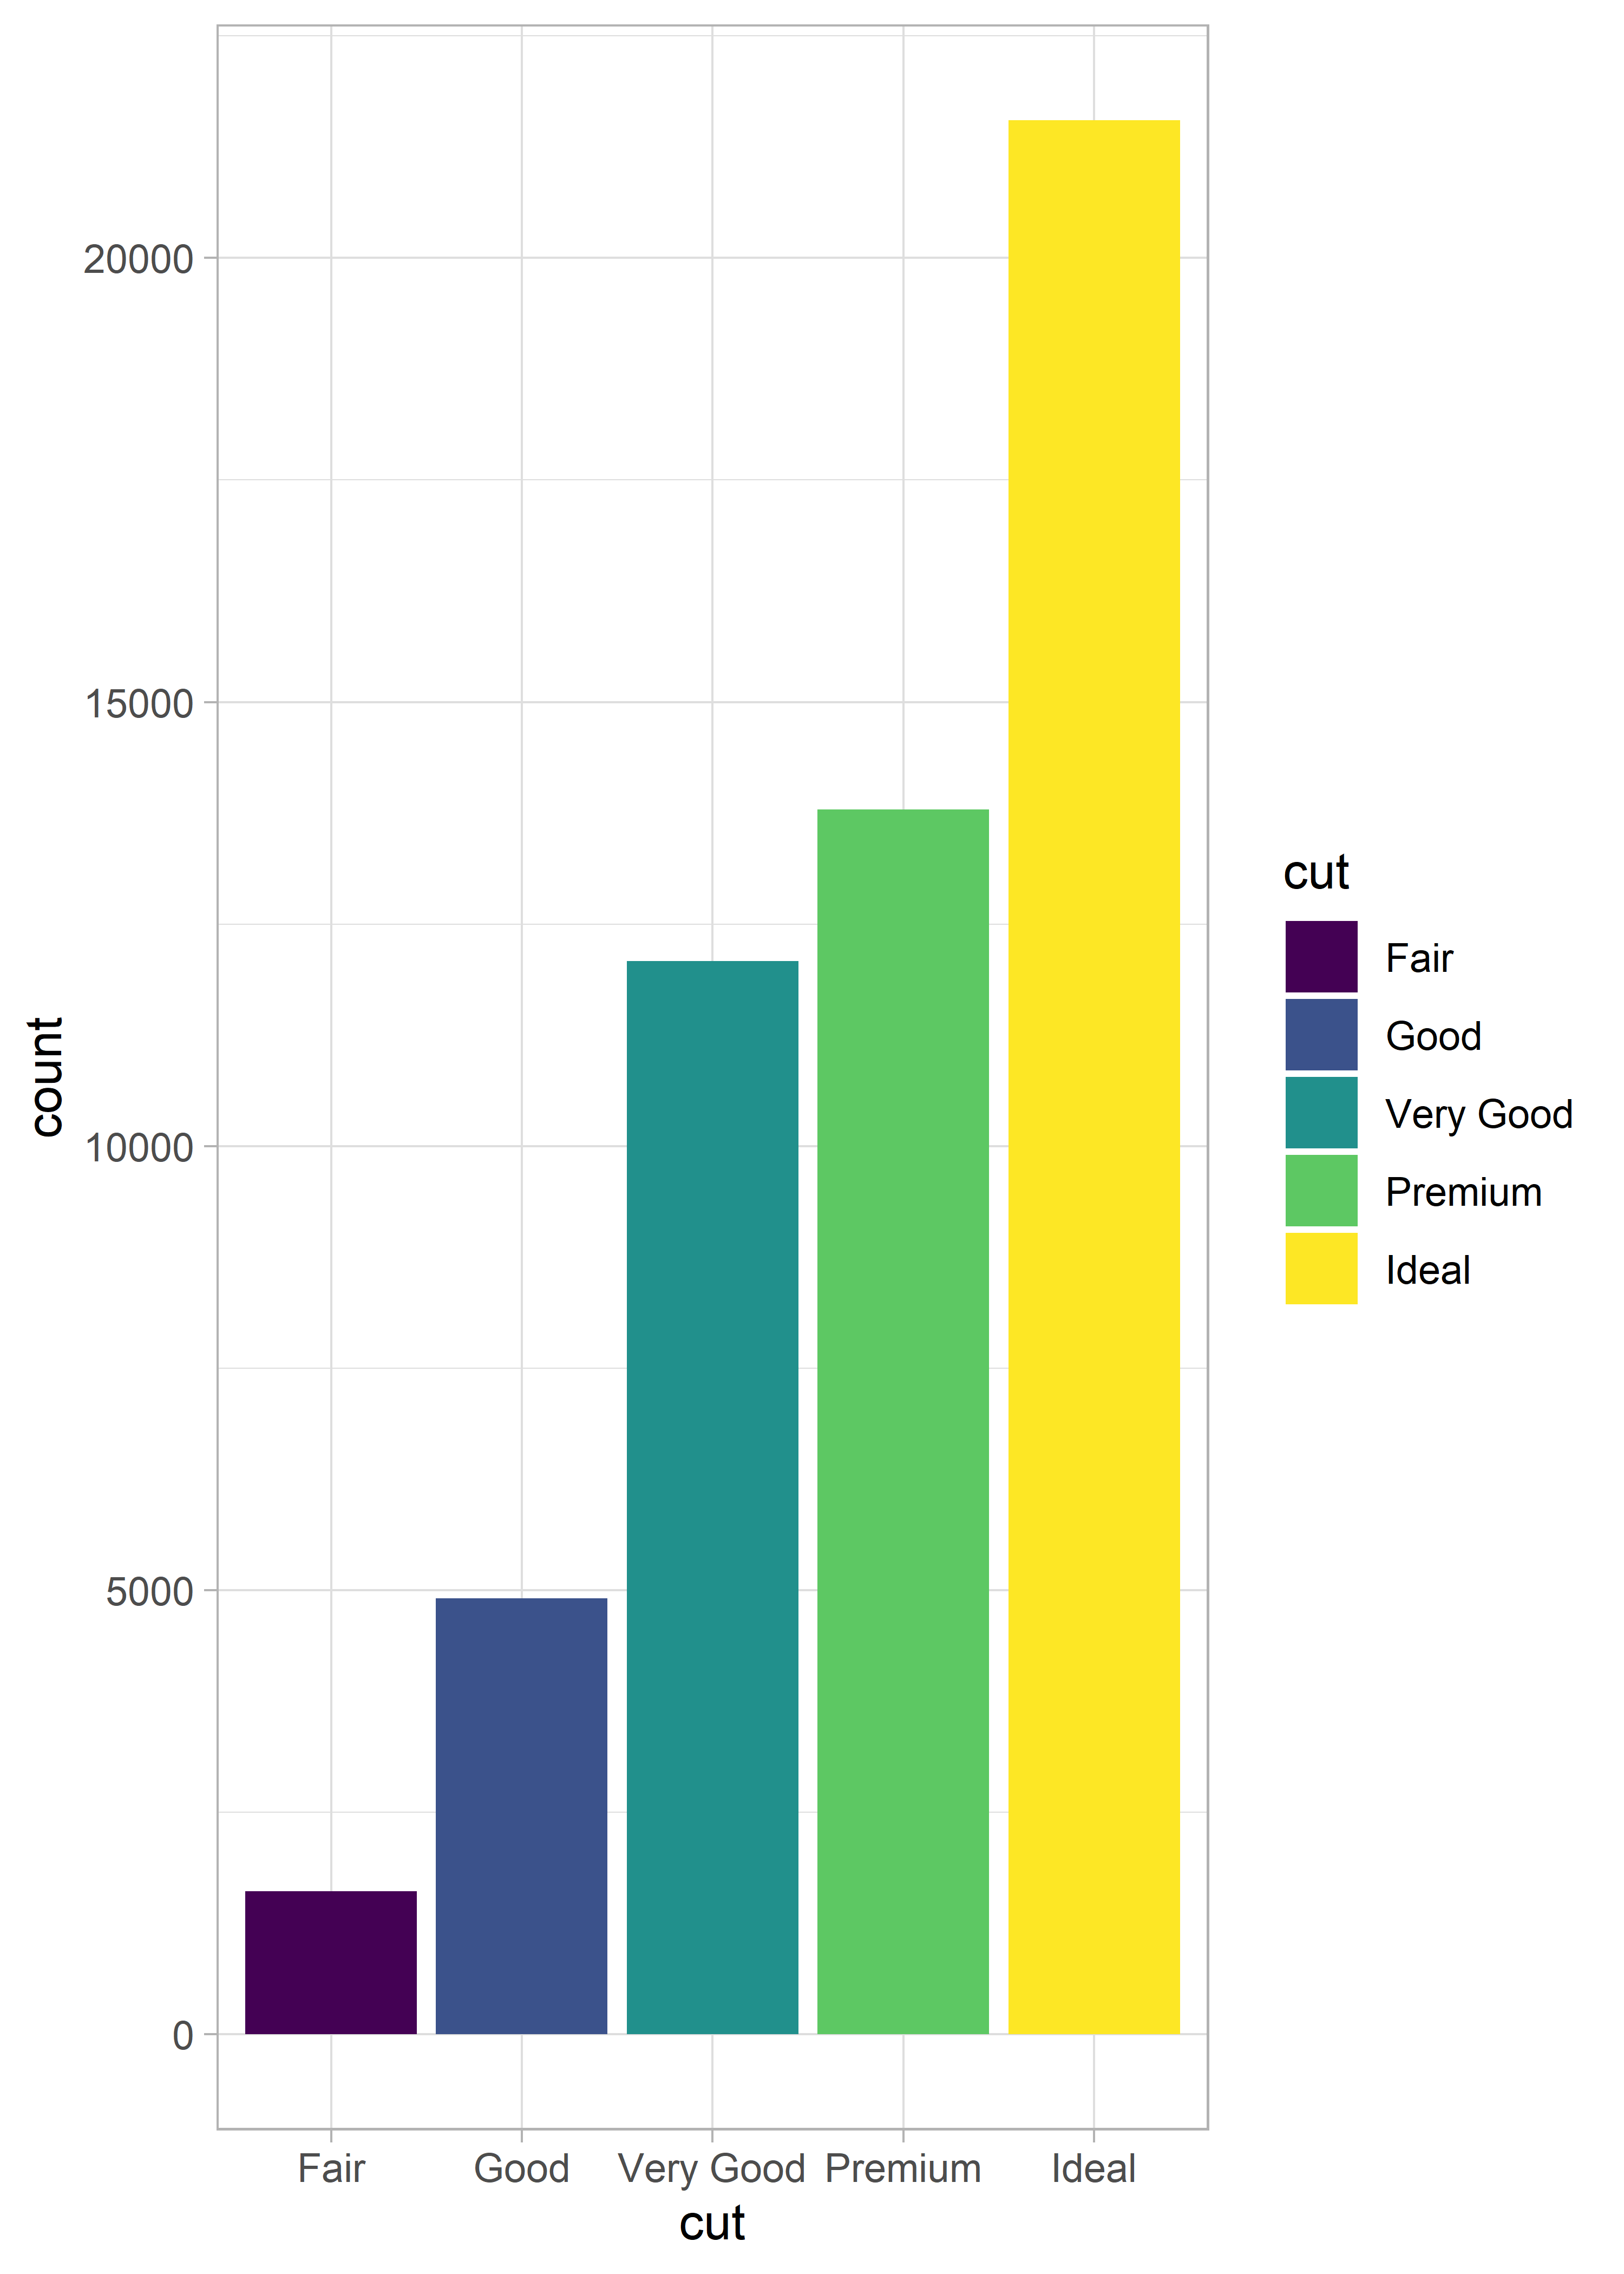 20000
15000
10000
5000
0
count
Fair Good Very Good Premium Ideal
cut
cut
Fair
Good
Very Good
Premium
Ideal